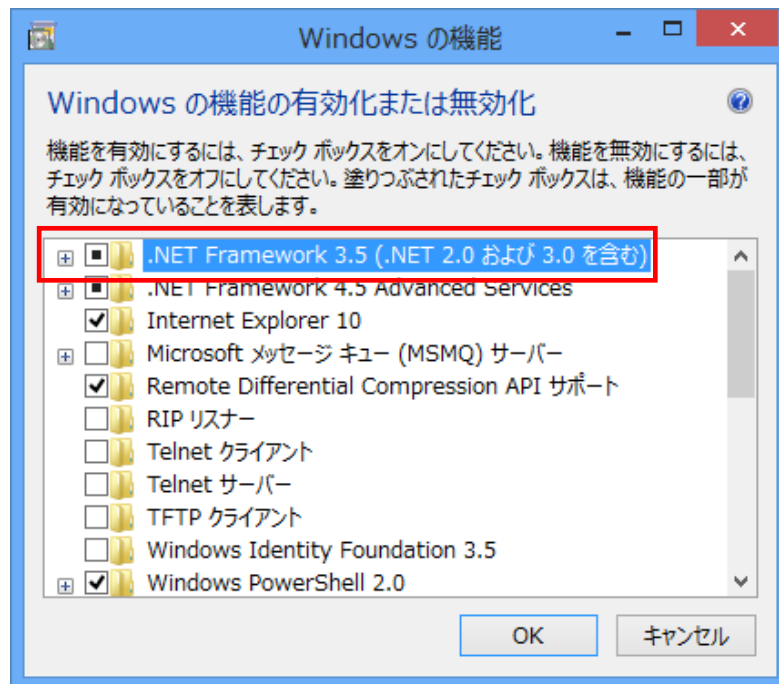 Windows の機能
Windows の機能の有効化または無効化
機能を有効にするには、チェック ボックスをオンにしてください。機能を無効にするには、
チェック ボックスをオフにしてください。塗りつぶされたチェック ボックスは、機能の一部が
有効になっていることを表します。
.NET Framework 3.5 (.NET 2.0 および 3.0 を含む)
.NET Framework 4.5 Advanced Services
Internet Explorer 10
Microsoft メッセージ キュー (MSMQ) サーバー
Remote Differential Compression API サポート
RIP リスナー
Telnet クライアント
Telnet サーバー
TFTP クライアント
Windows Identity Foundation 3.5
Windows PowerShell 2.0
OK キャンセル